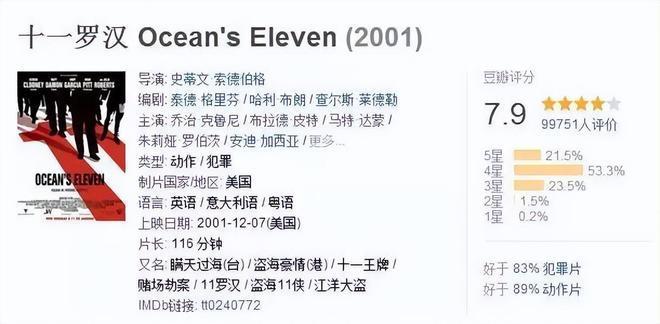 十一罗汉 Ocean's Eleven (2001)
CLOONEY DAMON GARCIA PITT ROBERTS
OCEAN'S ELEVEN
导演: 史蒂文·索德伯格
编剧: 泰德·格里芬 / 哈利·布朗 / 查尔斯·莱德勒
主演: 乔治·克鲁尼 / 布拉德·皮特 / 马特·达蒙 /
朱莉娅·罗伯茨 / 安迪·加西亚 / 更多...
类型: 动作 / 犯罪
制片国家/地区: 美国
语言: 英语 / 意大利语 / 粤语
上映日期: 2001-12-07(美国)
片长: 116 分钟
又名: 瞒天过海(台) / 盗海豪情(港) / 十一王牌 /
赌场劫案 / 11罗汉 / 盗海11侠 / 江洋大盗
IMDb链接: tt0240772
豆瓣评分
7.9
99751人评价
5星 21.5%
4星 53.3%
3星 23.5%
2星 1.5%
1星 0.2%
好于 83% 犯罪片
好于 89% 动作片